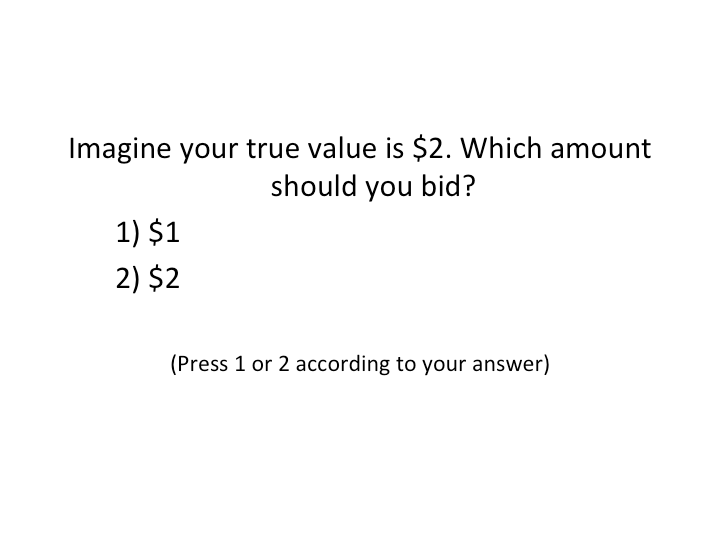 Imagine your true value is $2. Which amount
should you bid?
1) $1
2) $2
(Press 1 or 2 according to your answer)